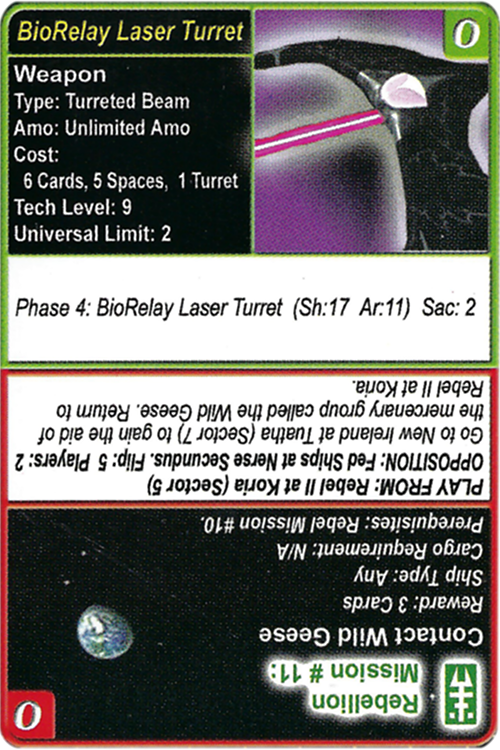 BioRelay Laser Turret
0
Weapon
Type: Turreted Beam
Amo: Unlimited Amo
Cost:
6 Cards, 5 Spaces, 1 Turret
Tech Level: 9
Universal Limit: 2
Phase 4: BioRelay Laser Turret (Sh:17 Ar:11) Sac: 2
0
Rebellion
Mission # 11:
Contact Wild Geese
Reward: 3 Cards
Ship Type: Any
Cargo Requirement: N/A
Prerequisites: Rebel Mission #10.
PLAY FROM: Rebel II at Koria (Sector 5)
OPPOSITION: Fed Ships at Nerse Secundus. Flip: 5 Players: 2
Go to New Ireland at Tuatha (Sector 7) to gain the aid of
the mercenary group called the Wild Geese. Return to
Rebel II at Koria.